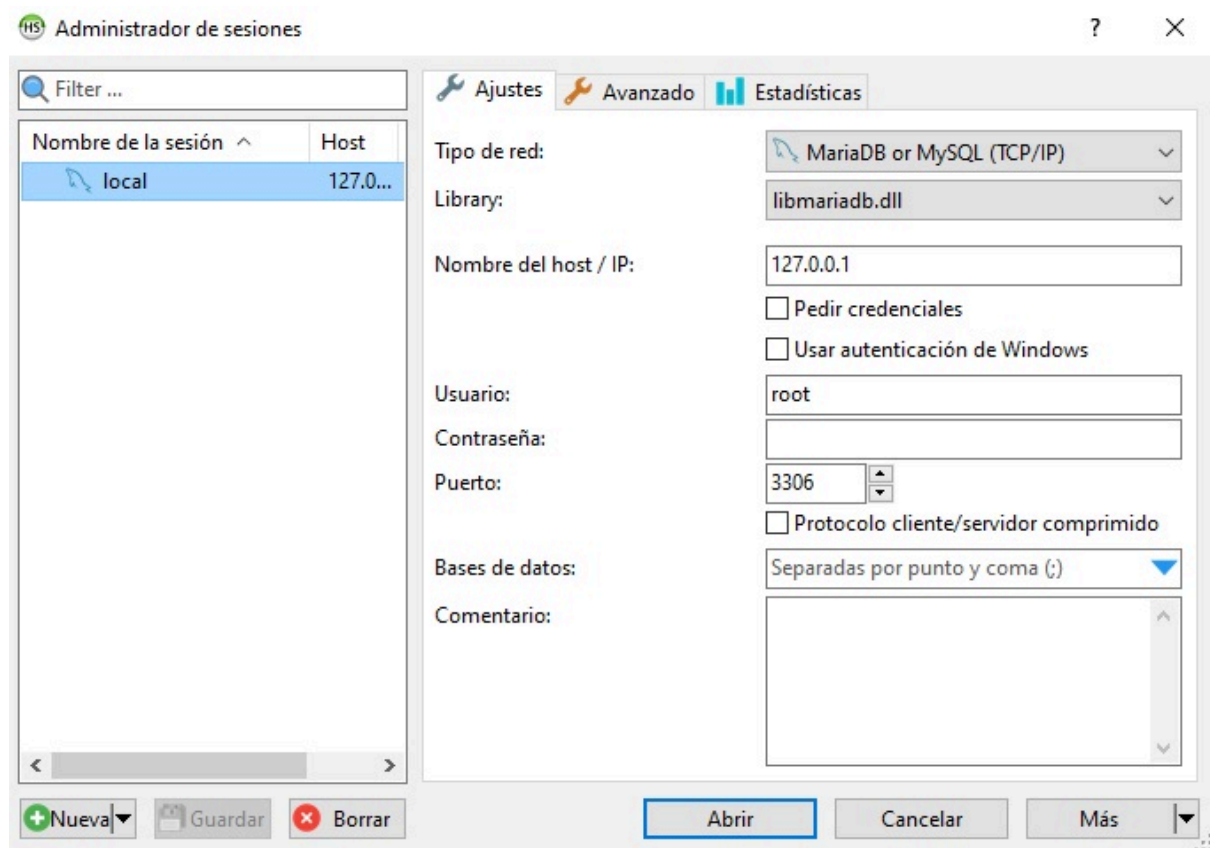 HS Administrador de sesiones ?
Filter ...
Nombre de la sesión Host
local 127.0...
Nueva Guardar Borrar
Ajustes Avanzado Estadísticas
Tipo de red: MariaDB or MySQL (TCP/IP)
Library: libmariadb.dll
Nombre del host / IP: 127.0.0.1
Pedir credenciales
Usar autenticación de Windows
Usuario: root
Contraseña:
Puerto: 3306
Protocolo cliente/servidor comprimido
Bases de datos: Separadas por punto y coma (;)
Comentario:
Abrir Cancelar Más